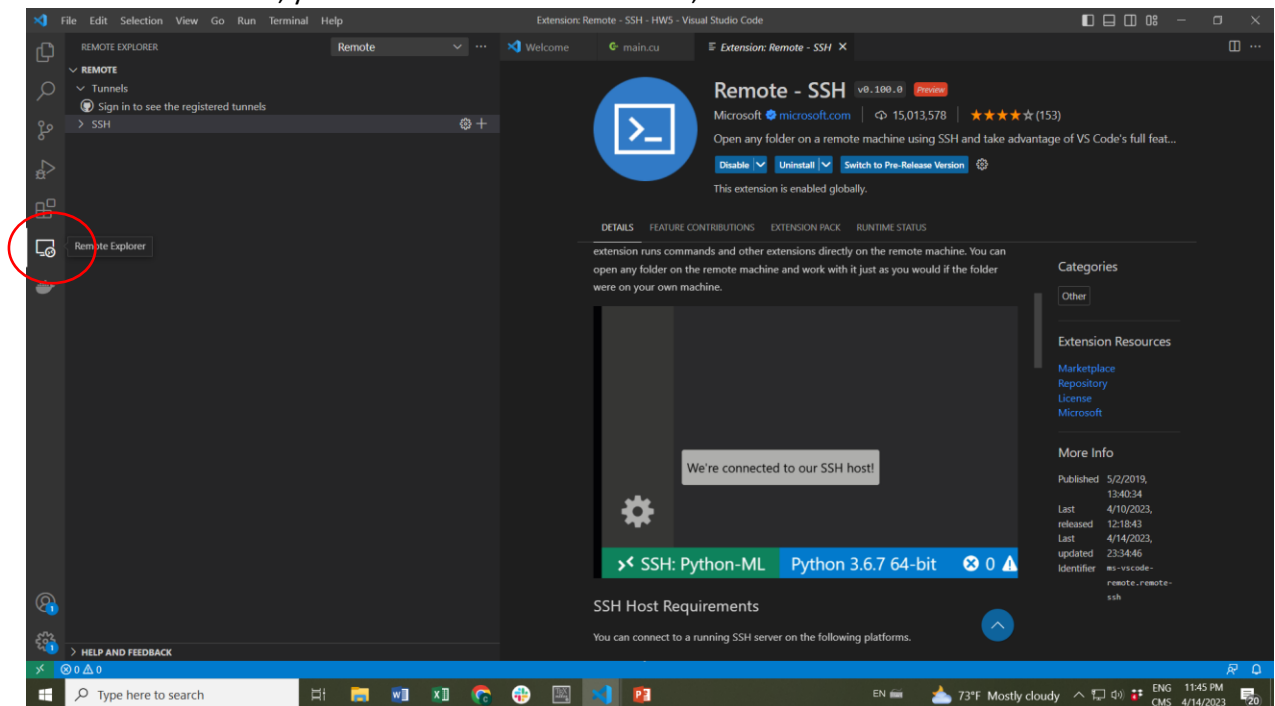 File Edit Selection View Go Run Terminal Help
Extension: Remote - SSH - HW5 - Visual Studio Code
REMOTE EXPLORER
Remote
REMOTE
Tunnels
Sign in to see the registered tunnels
SSH
Remote Explorer
HELP AND FEEDBACK
Welcome
main.cu
Extension: Remote - SSH
Remote - SSH v0.100.0 Preview
Microsoft microsoft.com 15,013,578 (153)
Open any folder on a remote machine using SSH and take advantage of VS Code's full feat...
Disable Uninstall Switch to Pre-Release Version
This extension is enabled globally.
DETAILS FEATURE CONTRIBUTIONS EXTENSION PACK RUNTIME STATUS
extension runs commands and other extensions directly on the remote machine. You can
open any folder on the remote machine and work with it just as you would if the folder
were on your own machine.
We're connected to our SSH host!
SSH: Python-ML Python 3.6.7 64-bit 0
SSH Host Requirements
You can connect to a running SSH server on the following platforms.
Categories
Other
Extension Resources
Marketplace
Repository
License
Microsoft
More Info
Published 5/2/2019,
13:40:34
Last 4/10/2023,
released 12:18:43
Last 4/14/2023,
updated 23:34:46
Identifier ms-vscode-
remote.remote-
ssh
1
1
0 0
Type here to search
EN
73°F Mostly cloudy
ENG 11:45 PM
CMS 4/14/2023
20